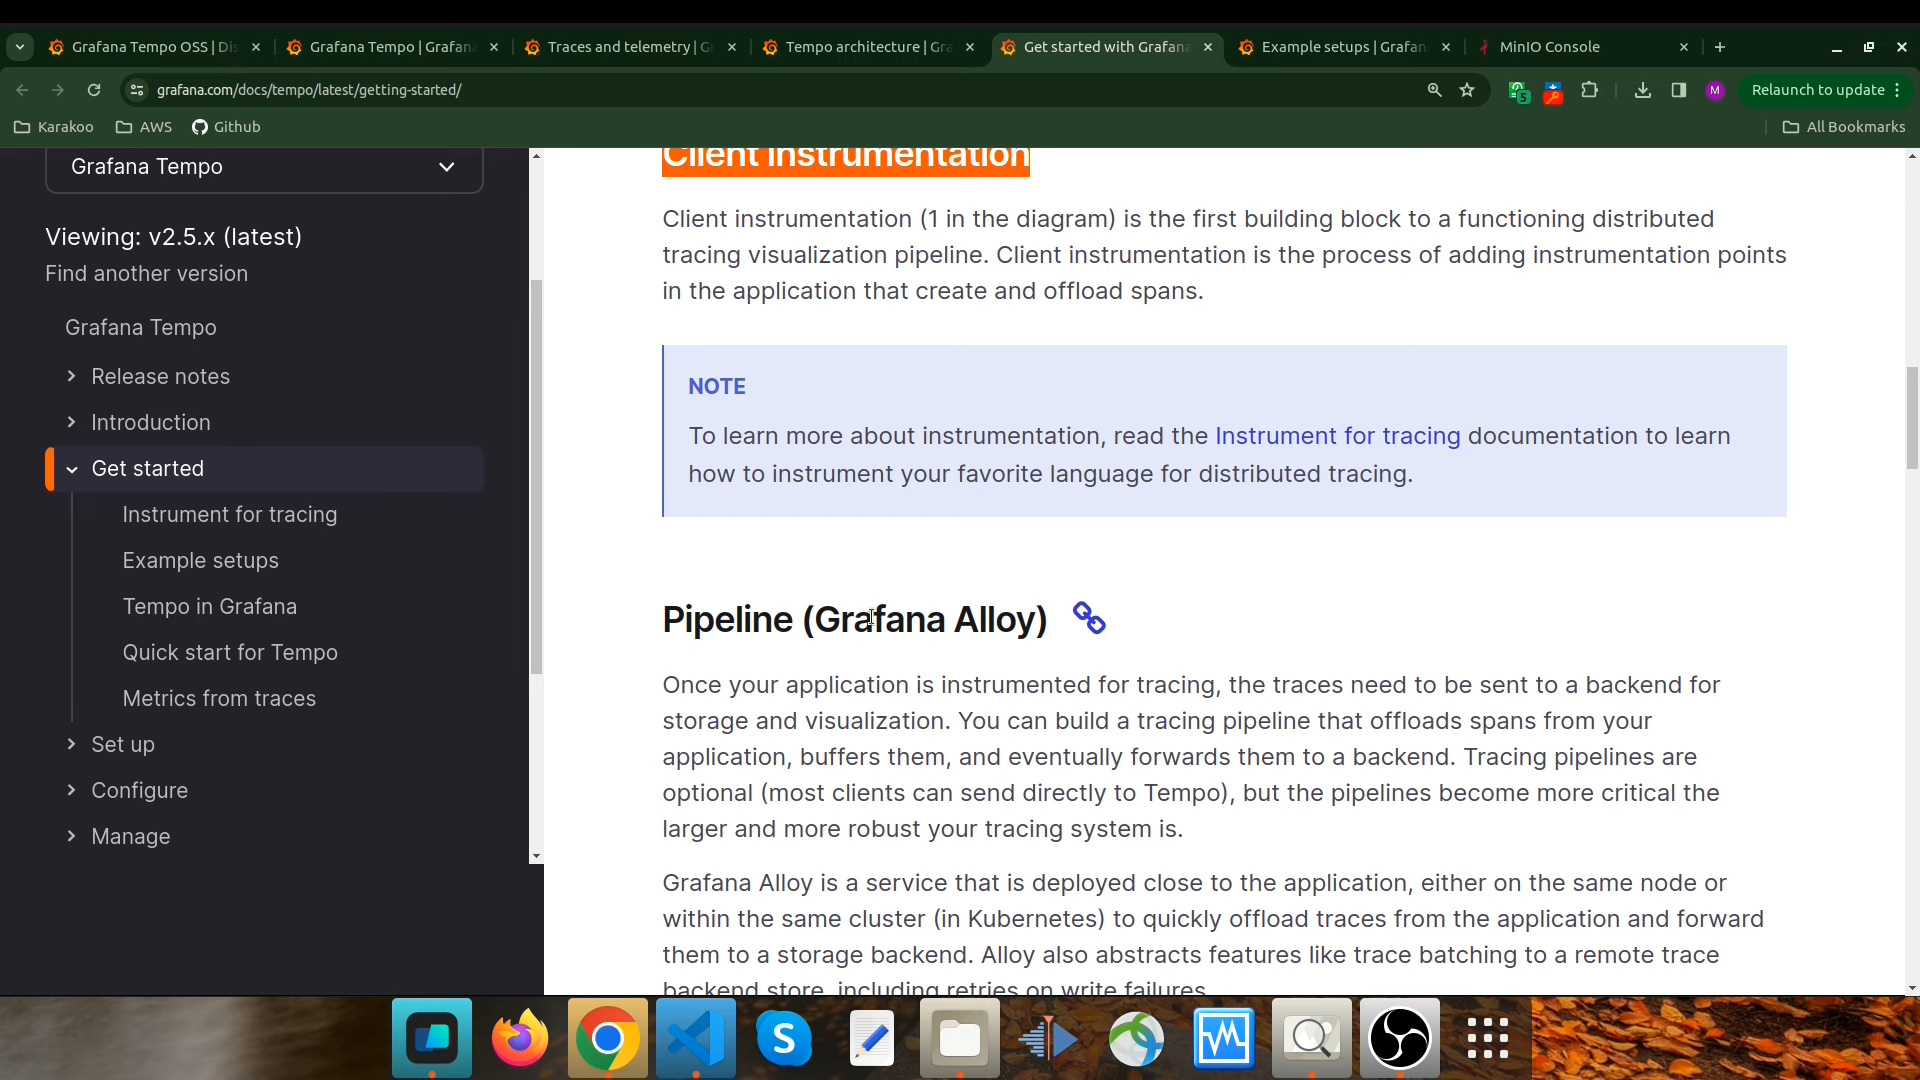 Grafana Tempo OSS | Dis
Grafana Tempo | Grafana
Traces and telemetry | Gr
Tempo architecture | Gra
Get started with Grafana
Example setups | Grafan
MinIO Console
grafana.com/docs/tempo/latest/getting-started/
5
M
Relaunch to update
Karakoo
AWS
Github
All Bookmarks
Grafana Tempo
Viewing: v2.5.x (latest)
Find another version
Grafana Tempo
Release notes
Introduction
Get started
Instrument for tracing
Example setups
Tempo in Grafana
Quick start for Tempo
Metrics from traces
Set up
Configure
Manage
Client Instrumentation
Client instrumentation (1 in the diagram) is the first building block to a functioning distributed
tracing visualization pipeline. Client instrumentation is the process of adding instrumentation points
in the application that create and offload spans.
NOTE
To learn more about instrumentation, read the Instrument for tracing documentation to learn
how to instrument your favorite language for distributed tracing.
Pipeline (Grafana Alloy)
Once your application is instrumented for tracing, the traces need to be sent to a backend for
storage and visualization. You can build a tracing pipeline that offloads spans from your
application, buffers them, and eventually forwards them to a backend. Tracing pipelines are
optional (most clients can send directly to Tempo), but the pipelines become more critical the
larger and more robust your tracing system is.
Grafana Alloy is a service that is deployed close to the application, either on the same node or
within the same cluster (in Kubernetes) to quickly offload traces from the application and forward
them to a storage backend. Alloy also abstracts features like trace batching to a remote trace
backend store, including retries on write failures.